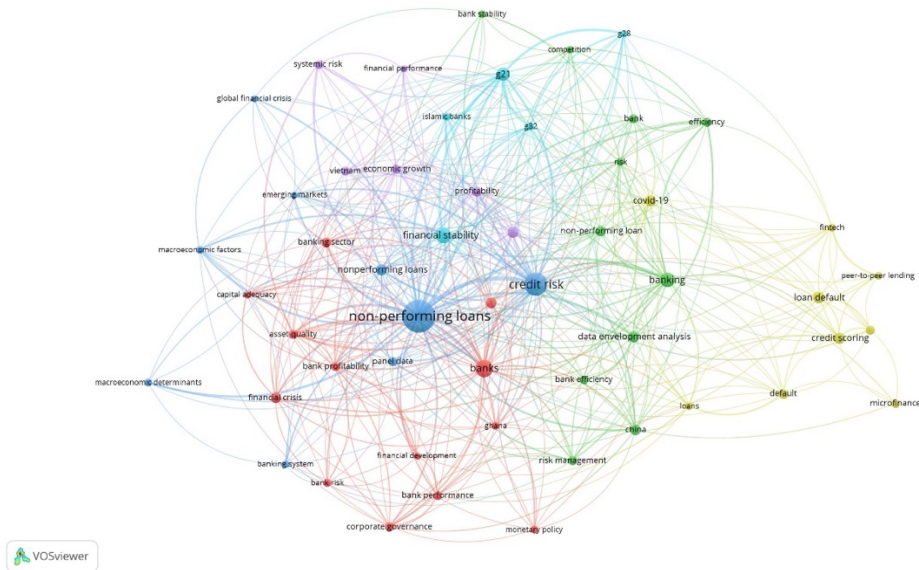 bank stability
g28
competition
systemic risk
financial performance
g21
global financial crisis
islamic banks
g32
bank
efficiency
risk
vietnam
economic growth
emerging markets
profitability
covid-19
macroeconomic factors
banking sector
financial stability
non-performing loan
fintech
nonperforming loans
peer-to-peer lending
credit risk
banking
capital adequacy
loan default
non-performing loans
asset quality
data envelopment analysis
credit scoring
bank profitability
panel data
banks
macroeconomic determinants
bank efficiency
financial crisis
loans
default
microfinance
ghana
china
financial development
banking system
risk management
bank risk
bank performance
corporate governance
monetary policy
VOSviewer